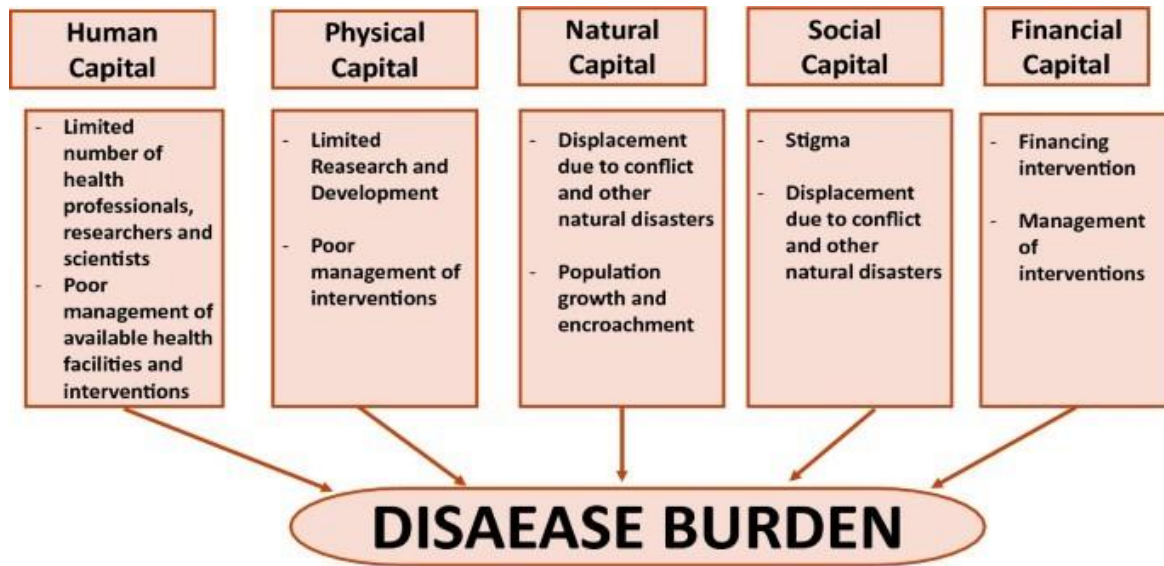 Human
Capital
Physical
Capital
Natural
Capital
Social
Capital
Financial
Capital
- Limited
number of
health
professionals,
researchers and
scientists
- Poor
management of
available health
facilities and
interventions
- Limited
Reasearch and
Development
- Poor
management of
interventions
- Displacement
due to conflict
and other
natural disasters
- Population
growth and
encroachment
- Stigma
- Displacement
due to conflict
and other
natural disasters
- Financing
intervention
- Management
of
interventions
DISAEASE BURDEN